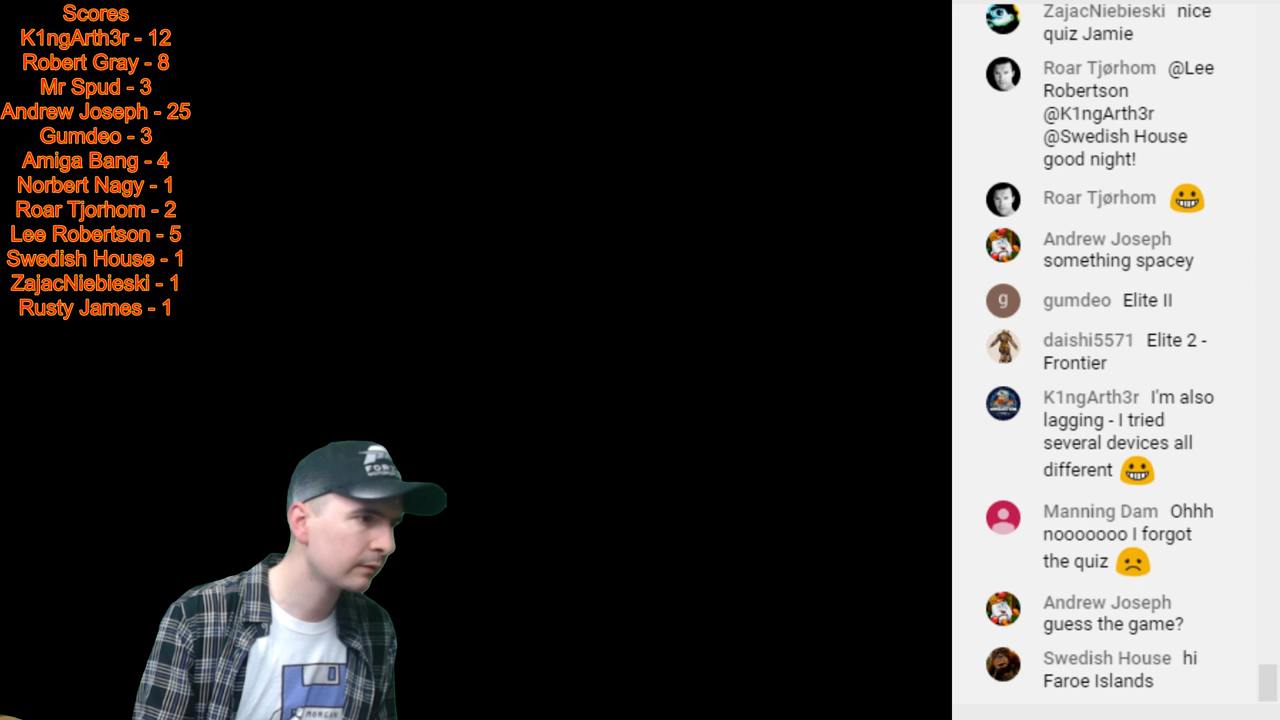 Scores
K1ngArth3r - 12
Robert Gray - 8
Mr Spud - 3
Andrew Joseph - 25
Gumdeo - 3
Amiga Bang - 4
Norbert Nagy - 1
Roar Tjorhom - 2
Lee Robertson - 5
Swedish House - 1
ZajacNiebieski - 1
Rusty James - 1
FOR
MORGAN
ZajacNiebieski nice
quiz Jamie
Roar Tjørhom @Lee
Robertson
@K1ngArth3r
@Swedish House
good night!
Roar Tjørhom
Andrew Joseph
something spacey
g
gumdeo Elite II
daishi5571 Elite 2 -
Frontier
K1ngArth3r I'm also
lagging - I tried
several devices all
different
Manning Dam Ohhh
nooooooo I forgot
the quiz
Andrew Joseph
guess the game?
Swedish House hi
Faroe Islands